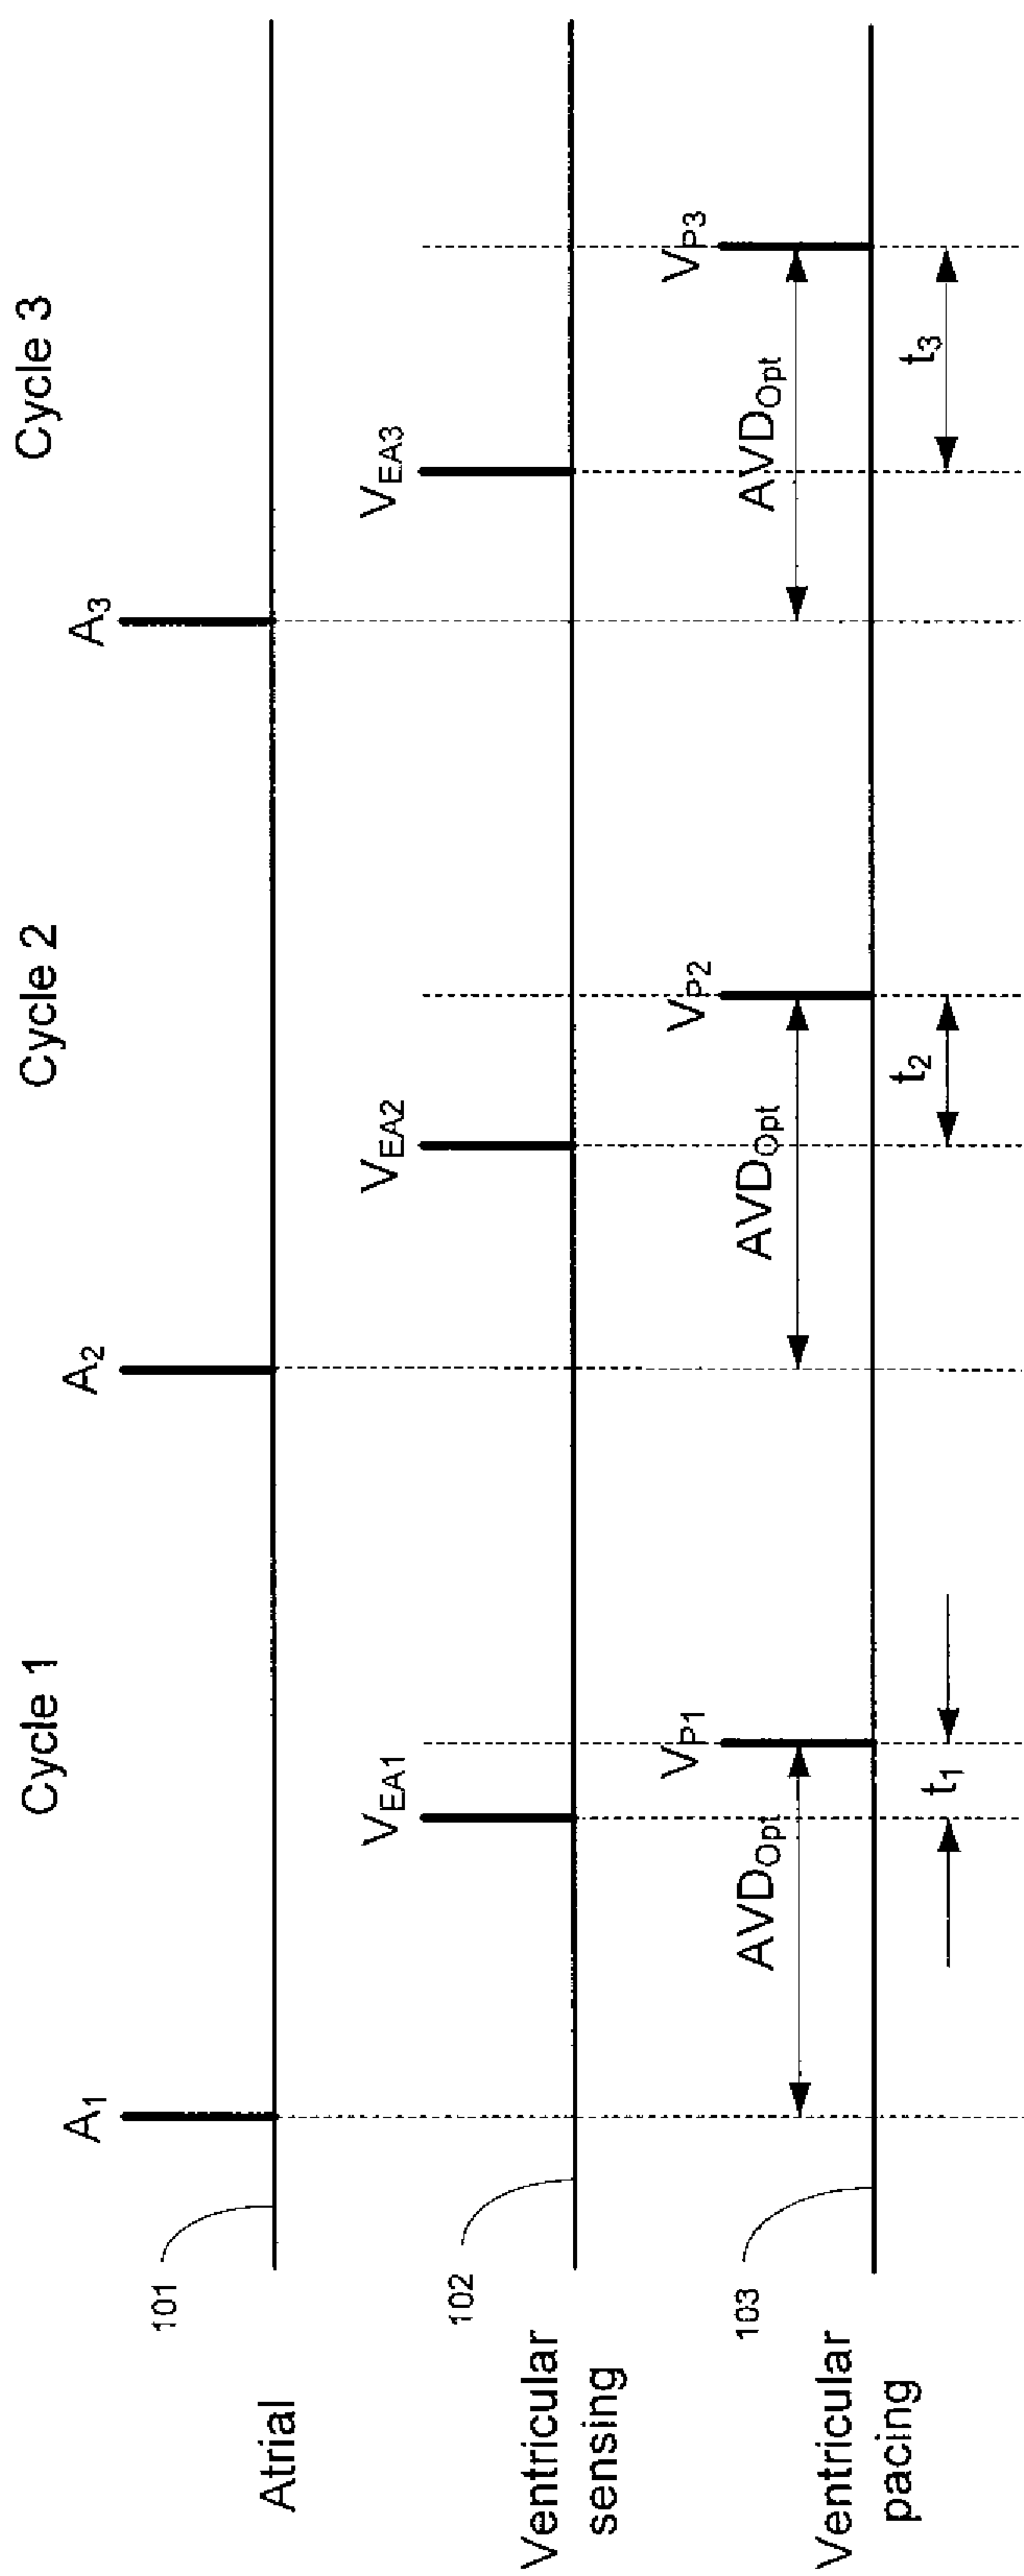 Cycle 1
Cycle 2
Cycle 3
A1
A2
A3
101
Atrial
VEA1
VEA2
VEA3
102
Ventricular
sensing
VP1
VP2
VP3
AVDOpt
AVDOpt
AVDOpt
103
Ventricular
pacing
t1
t2
t3